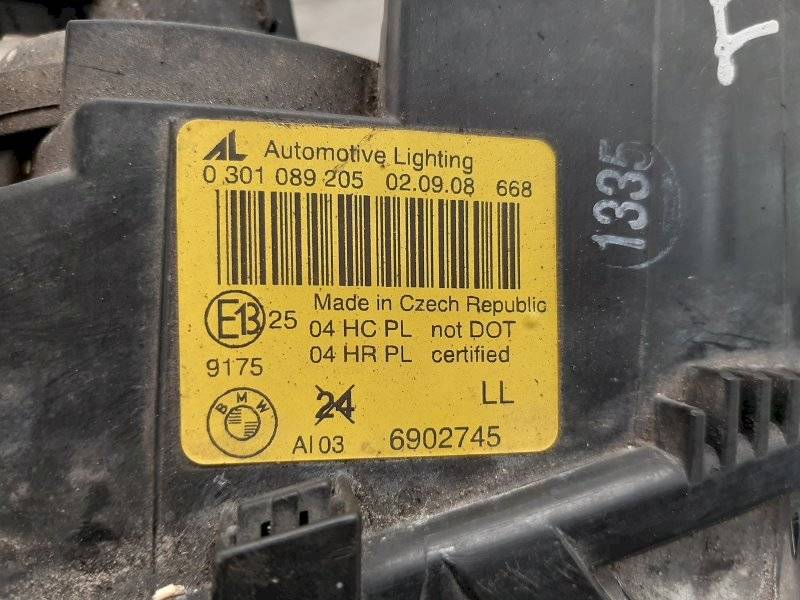 AL Automotive Lighting
0 301 089 205 02.09.08 668
Made in Czech Republic
E13 25
04 HC PL not DOT
04 HR PL certified
9175
BMW
24
LL
AI 03
6902745
1335